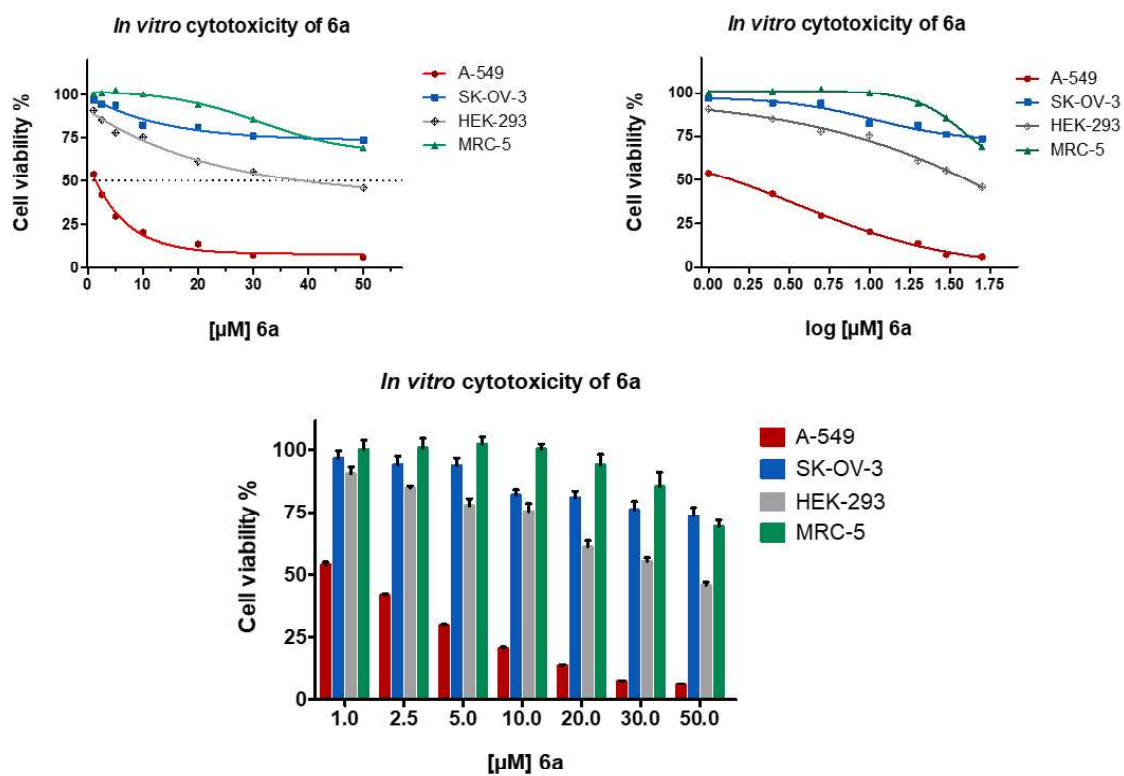 In vitro cytotoxicity of 6a
Cell viability %
100
75
50
25
0
0 10 20 30 40 50
[µM] 6a
A-549
SK-OV-3
HEK-293
MRC-5
In vitro cytotoxicity of 6a
Cell viability %
100
75
50
25
0
0.00 0.25 0.50 0.75 1.00 1.25 1.50 1.75
log [µM] 6a
A-549
SK-OV-3
HEK-293
MRC-5
In vitro cytotoxicity of 6a
Cell viability %
100
75
50
25
0
1.0 2.5 5.0 10.0 20.0 30.0 50.0
[µM] 6a
A-549
SK-OV-3
HEK-293
MRC-5